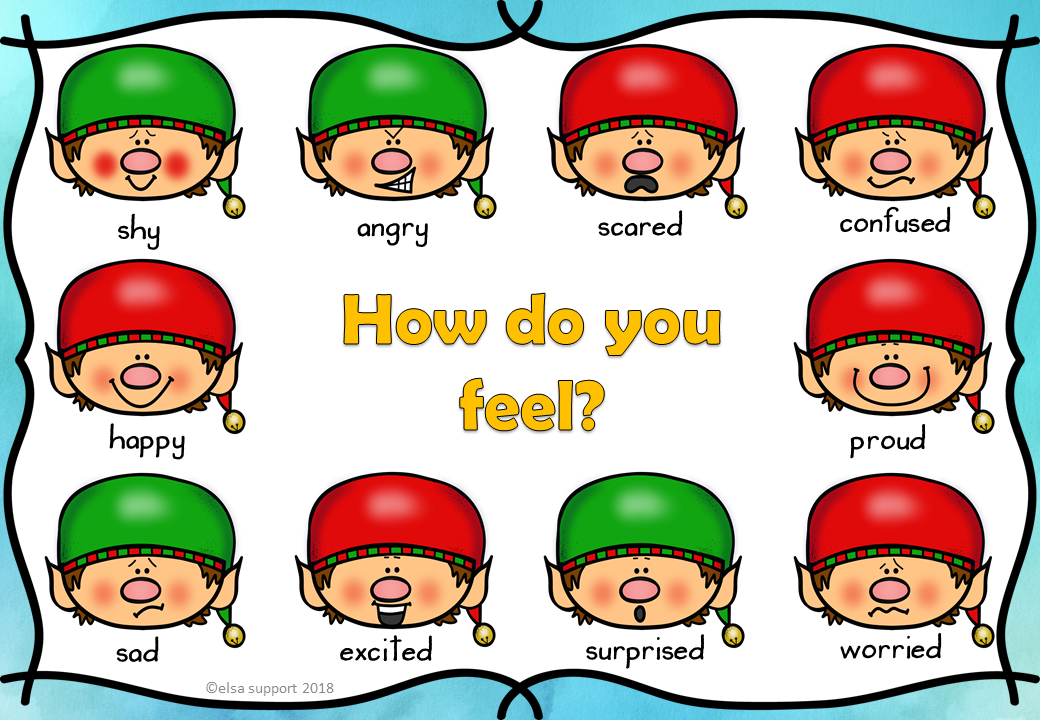 shy
angry
scared
confused
How do you
feel?
happy
proud
sad
excited
surprised
worried
©elsa support 2018